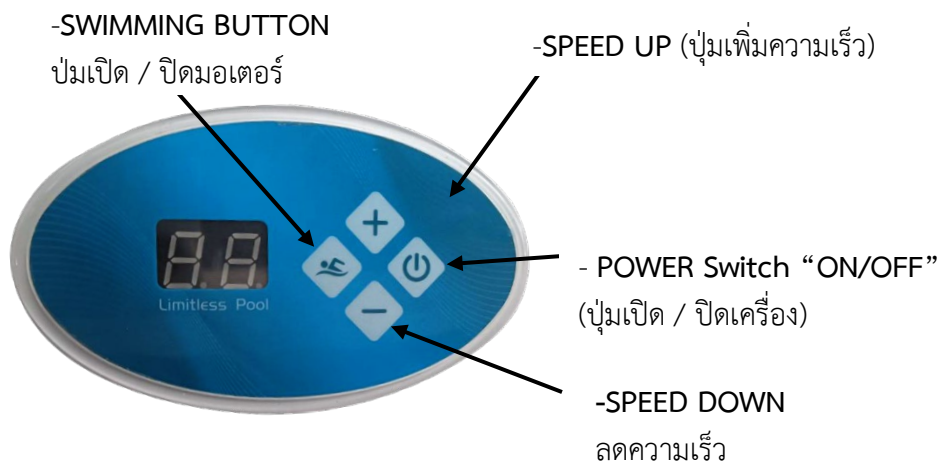 -SWIMMING BUTTON
ปมเปิด / ปิดมอเตอร์
-SPEED UP (ปุ่มเพิ่มความเร็ว)
8.8.
Limitless Pool
- POWER Switch “ON/OFF”
(ปุ่มเปิด / ปิดเครื่อง)
-SPEED DOWN
ลดความเร็ว